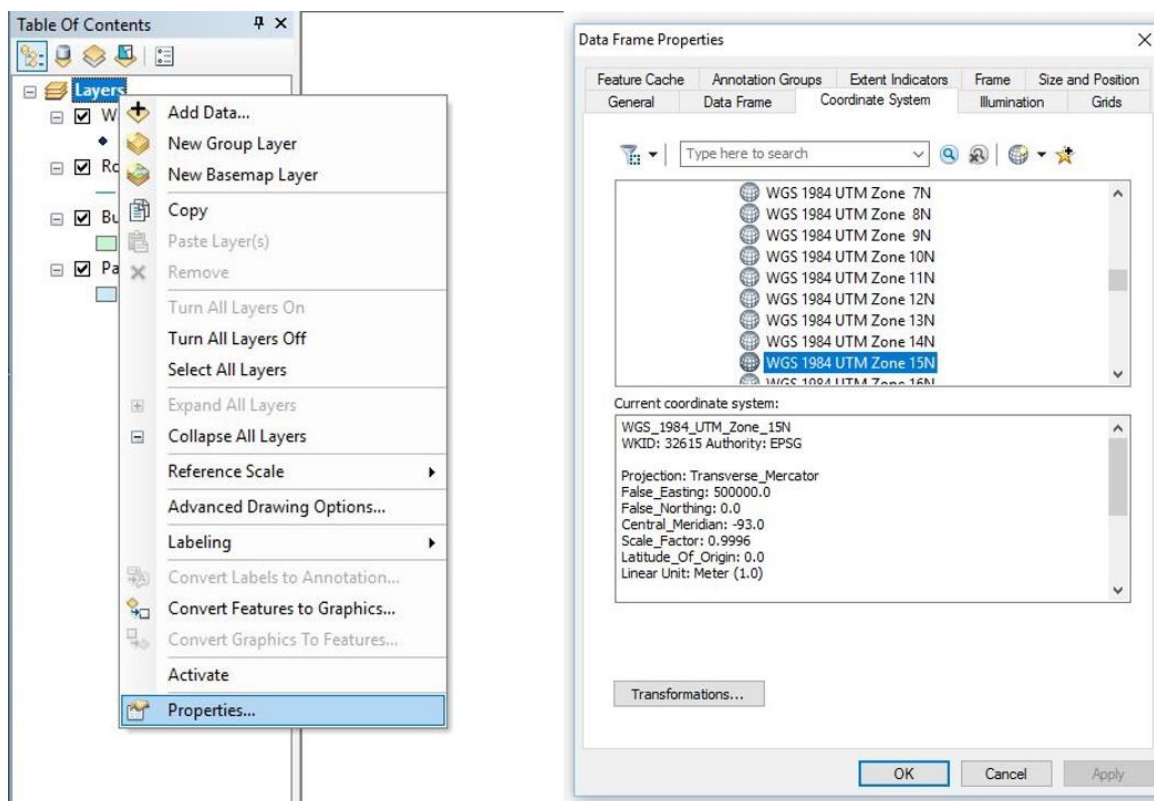 Table Of Contents
Layers
W
Ro
Bu
Pa
Add Data...
New Group Layer
New Basemap Layer
Copy
Paste Layer(s)
Remove
Turn All Layers On
Turn All Layers Off
Select All Layers
Expand All Layers
Collapse All Layers
Reference Scale
Advanced Drawing Options...
Labeling
Convert Labels to Annotation...
Convert Features to Graphics...
Convert Graphics To Features...
Activate
Properties...
Data Frame Properties
Feature Cache Annotation Groups Extent Indicators Frame Size and Position
General Data Frame Coordinate System Illumination Grids
Type here to search
WGS 1984 UTM Zone 7N
WGS 1984 UTM Zone 8N
WGS 1984 UTM Zone 9N
WGS 1984 UTM Zone 10N
WGS 1984 UTM Zone 11N
WGS 1984 UTM Zone 12N
WGS 1984 UTM Zone 13N
WGS 1984 UTM Zone 14N
WGS 1984 UTM Zone 15N
WGS 1984 UTM Zone 16N
Current coordinate system:
WGS_1984_UTM_Zone_15N
WKID: 32615 Authority: EPSG
Projection: Transverse_Mercator
False_Easting: 500000.0
False_Northing: 0.0
Central_Meridian: -93.0
Scale_Factor: 0.9996
Latitude_Of_Origin: 0.0
Linear Unit: Meter (1.0)
Transformations...
OK Cancel Apply